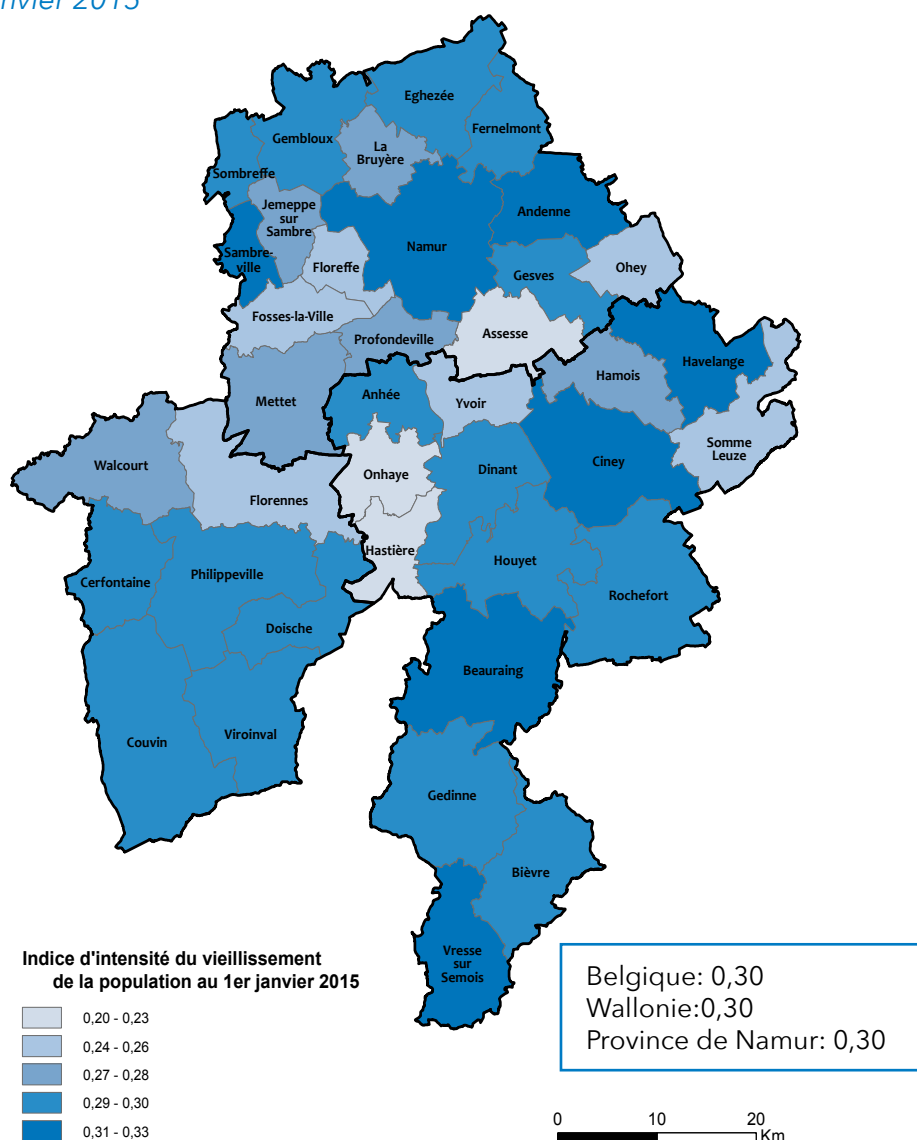 2015
Eghezée
Gembloux
Fernelmont
La
Bruyère
Sombreffe
Jemeppe
sur
Sambre
Andenne
Namur
Sambre-
ville
Floreffe
Gesves
Ohey
Fosses-la-Ville
Profondeville
Assesse
Havelange
Hamois
Anhée
Mettet
Yvoir
Somme
Leuze
Ciney
Walcourt
Dinant
Onhaye
Florennes
Hastière
Houyet
Cerfontaine
Philippeville
Rochefort
Doische
Beauraing
Viroinval
Couvin
Gedinne
Bièvre
Vresse
sur
Semois
Indice d'intensité du vieillissement
de la population au 1er janvier 2015
0,20 - 0,23
0,24 - 0,26
0,27 - 0,28
0,29 - 0,30
0,31 - 0,33
Belgique: 0,30
Wallonie:0,30
Province de Namur: 0,30
0 10 20
Km